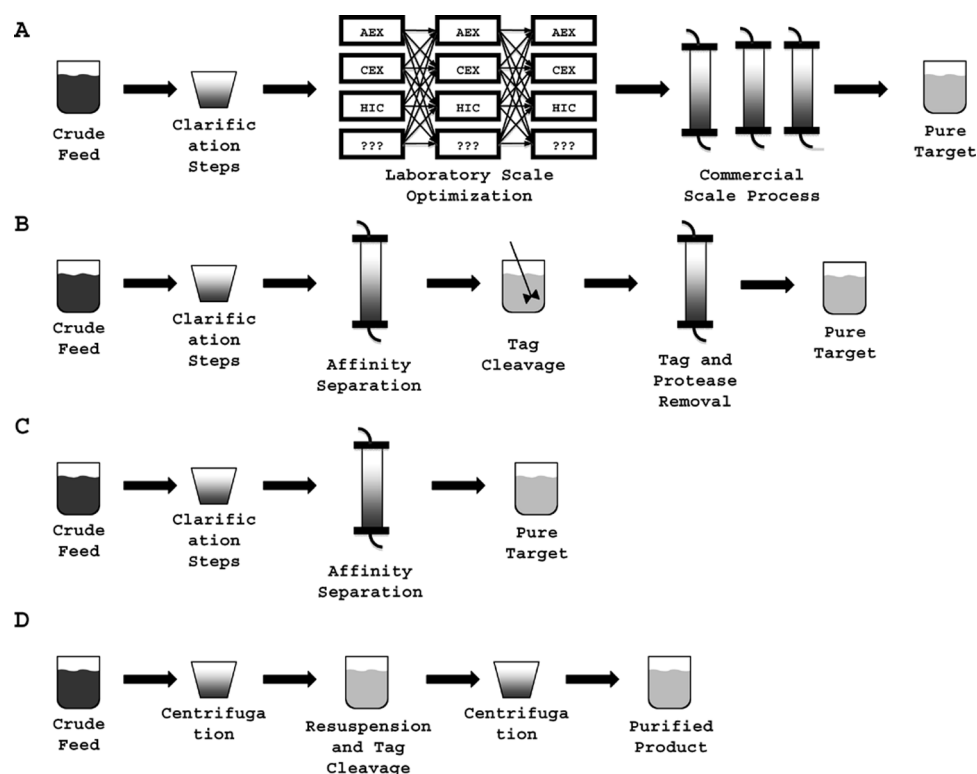 A
AEX AEX AEX
CEX CEX CEX
HIC HIC HIC
??? ??? ???
Crude
Feed
Clarific
ation
Steps
Laboratory Scale
Optimization
Commercial
Scale Process
Pure
Target
B
Crude
Feed
Clarific
ation
Steps
Affinity
Separation
Tag
Cleavage
Tag and
Protease
Removal
Pure
Target
C
Crude
Feed
Clarific
ation
Steps
Affinity
Separation
Pure
Target
D
Crude
Feed
Centrifuga
tion
Resuspension
and Tag
Cleavage
Centrifuga
tion
Purified
Product